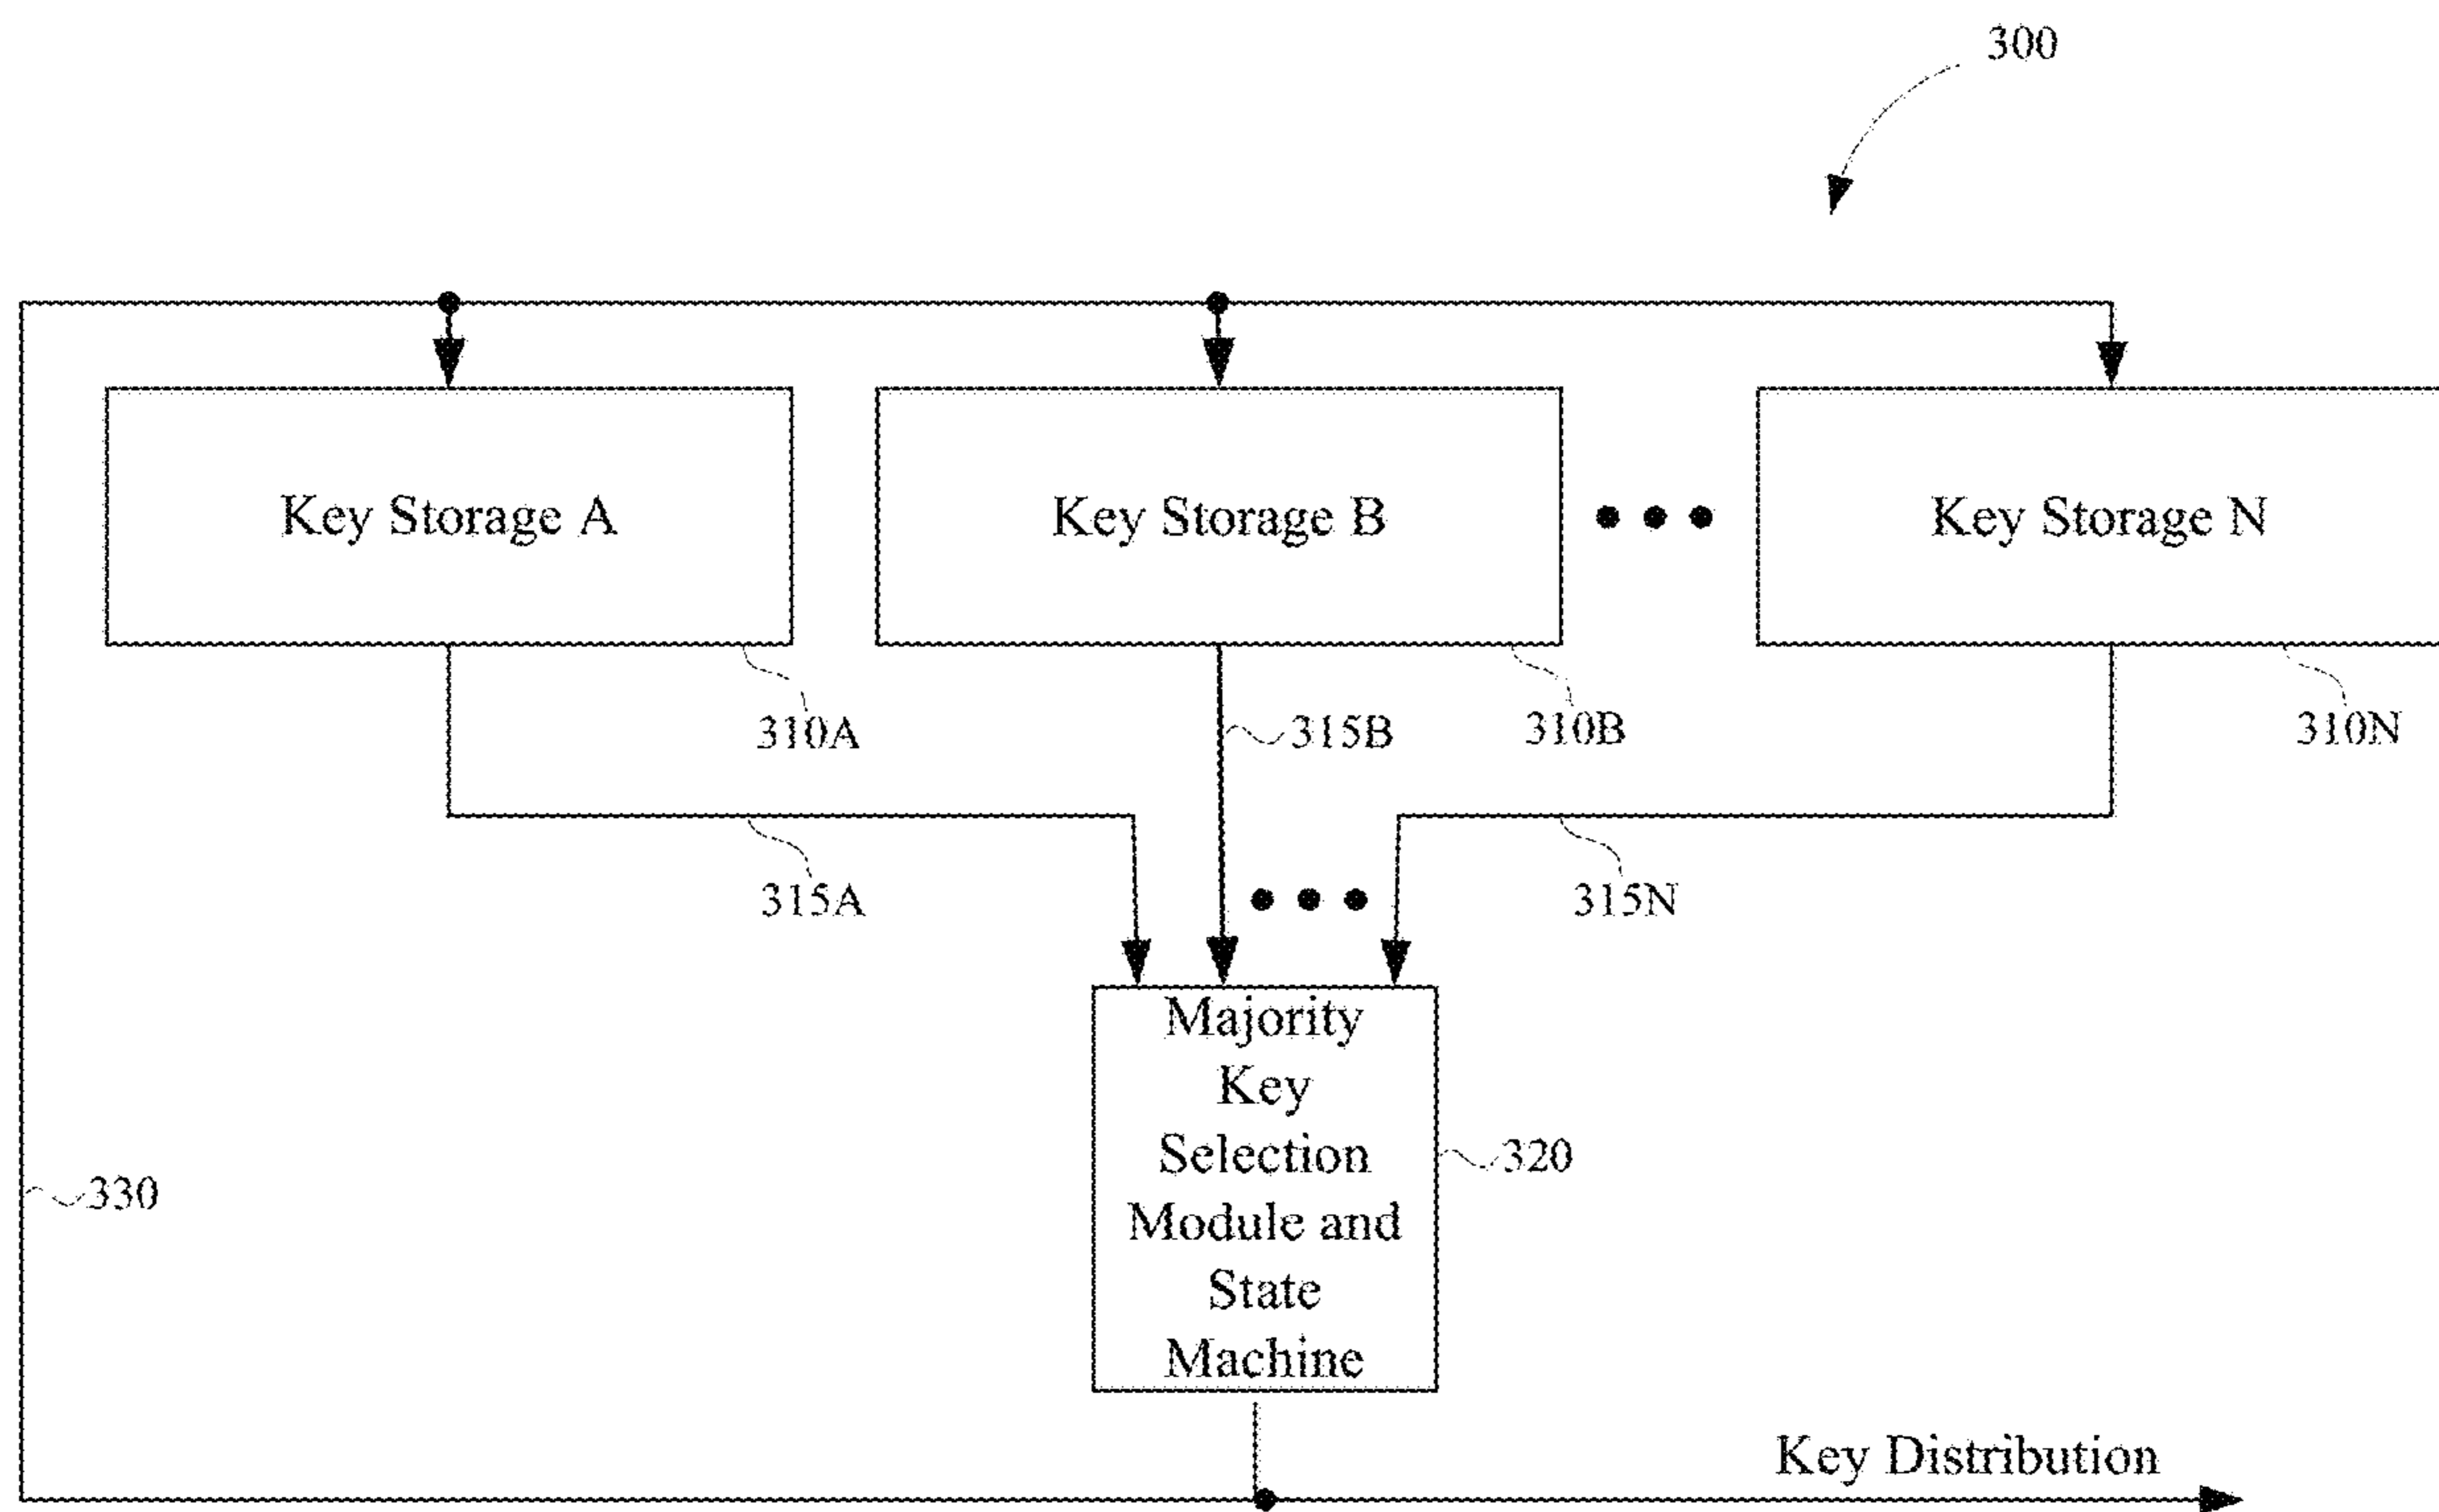 300
Key Storage A
Key Storage B
Key Storage N
310A
315B
310B
310N
315A
315N
Majority
Key
Selection
Module and
State
Machine
320
330
Key Distribution